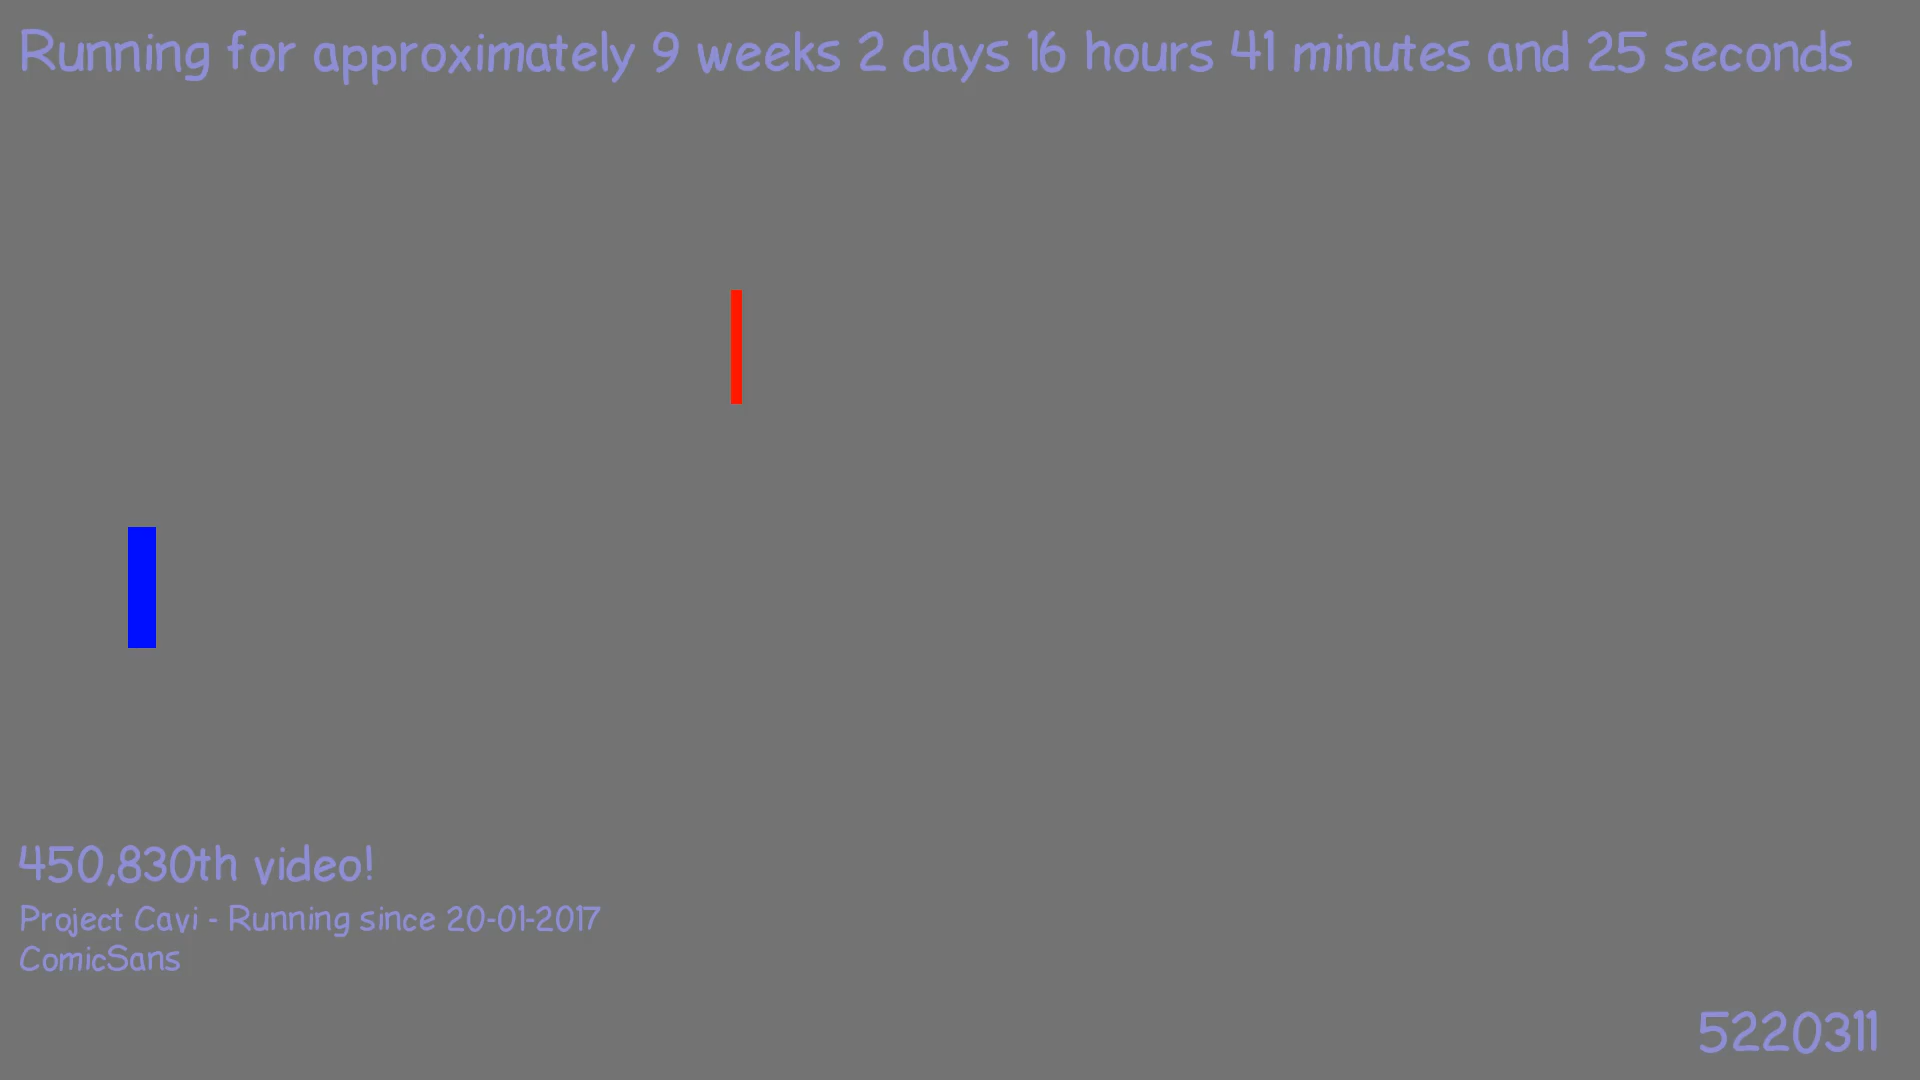 Running for approximately 9 weeks 2 days 16 hours 41 minutes and 25 seconds
450,830th video!
Project Cavi - Running since 20-01-2017
ComicSans
5220311